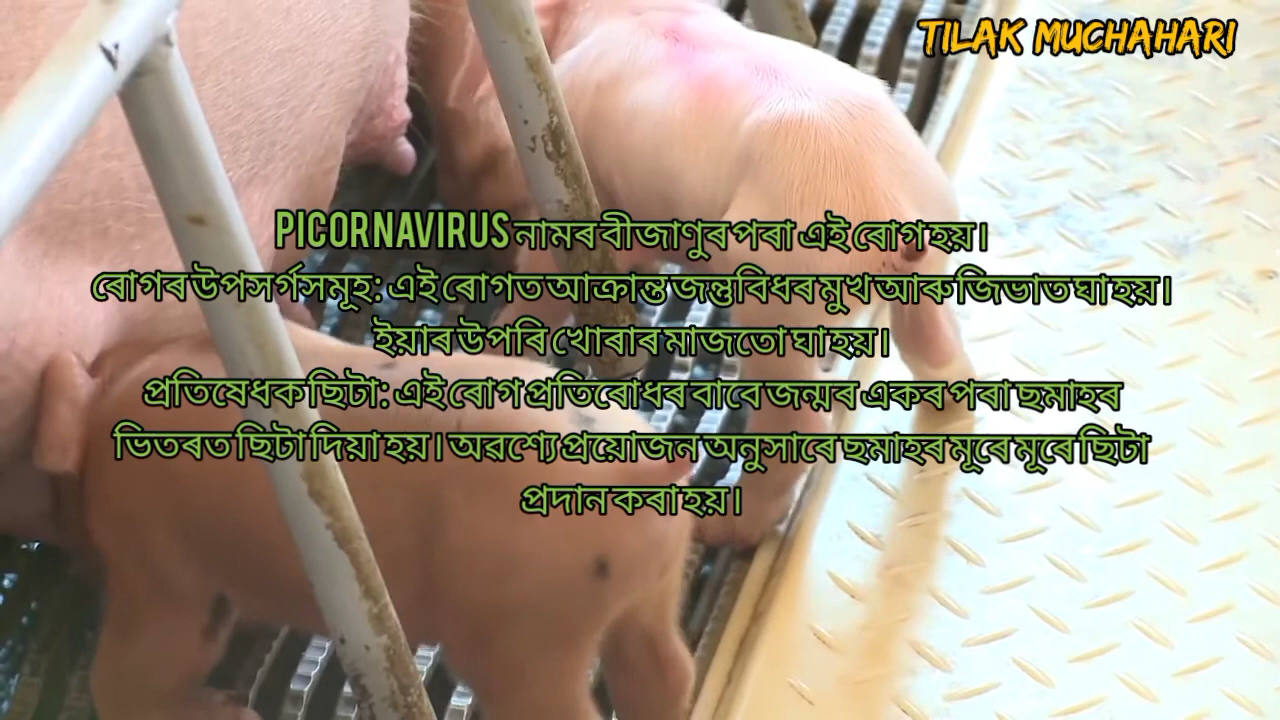 TILAK MUCHAHARI
PICORNAVIRUS নামৰ বীজাণুৰ পৰা এই ৰোগ হয়।
ৰোগৰ উপসৰ্গসমূহ: এই ৰোগত আক্ৰান্ত জন্তুবিধৰ মুখ আৰু জিভাত ঘা হয়।
ইয়াৰ উপৰি খোৰাৰ মাজতো ঘা হয়।
প্ৰতিষেধক ছিটা: এই ৰোগ প্ৰতিৰোধৰ বাবে জন্মৰ একৰ পৰা ছমাহৰ
ভিতৰত ছিটা দিয়া হয়। অৱশ্যে প্ৰয়োজন অনুসাৰে ছমাহৰ মূৰে মূৰে ছিটা
প্ৰদান কৰা হয়।